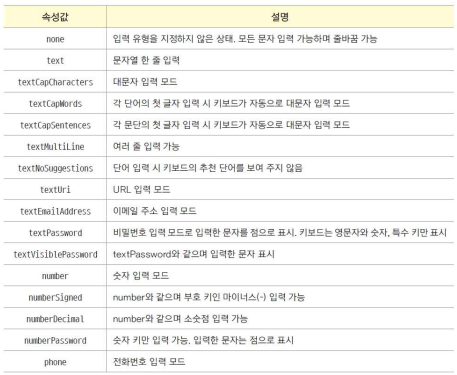 속성값 설명
none 입력 유형을 지정하지 않은 상태. 모든 문자 입력 가능하며 줄바꿈 가능
text 문자열 한 줄 입력
textCapCharacters 대문자 입력 모드
textCapWords 각 단어의 첫 글자 입력 시 키보드가 자동으로 대문자 입력 모드
textCapSentences 각 문단의 첫 글자 입력 시 키보드가 자동으로 대문자 입력 모드
textMultiLine 여러 줄 입력 가능
textNoSuggestions 단어 입력 시 키보드의 추천 단어를 보여 주지 않음
textUri URL 입력 모드
textEmailAddress 이메일 주소 입력 모드
textPassword 비밀번호 입력 모드로 입력한 문자를 점으로 표시. 키보드는 영문자와 숫자, 특수 키만 표시
textVisiblePassword textPassword와 같으며 입력한 문자 표시
number 숫자 입력 모드
numberSigned number와 같으며 부호 키인 마이너스(-) 입력 가능
numberDecimal number와 같으며 소숫점 입력 가능
numberPassword 숫자 키만 입력 가능. 입력한 문자는 점으로 표시
phone 전화번호 입력 모드